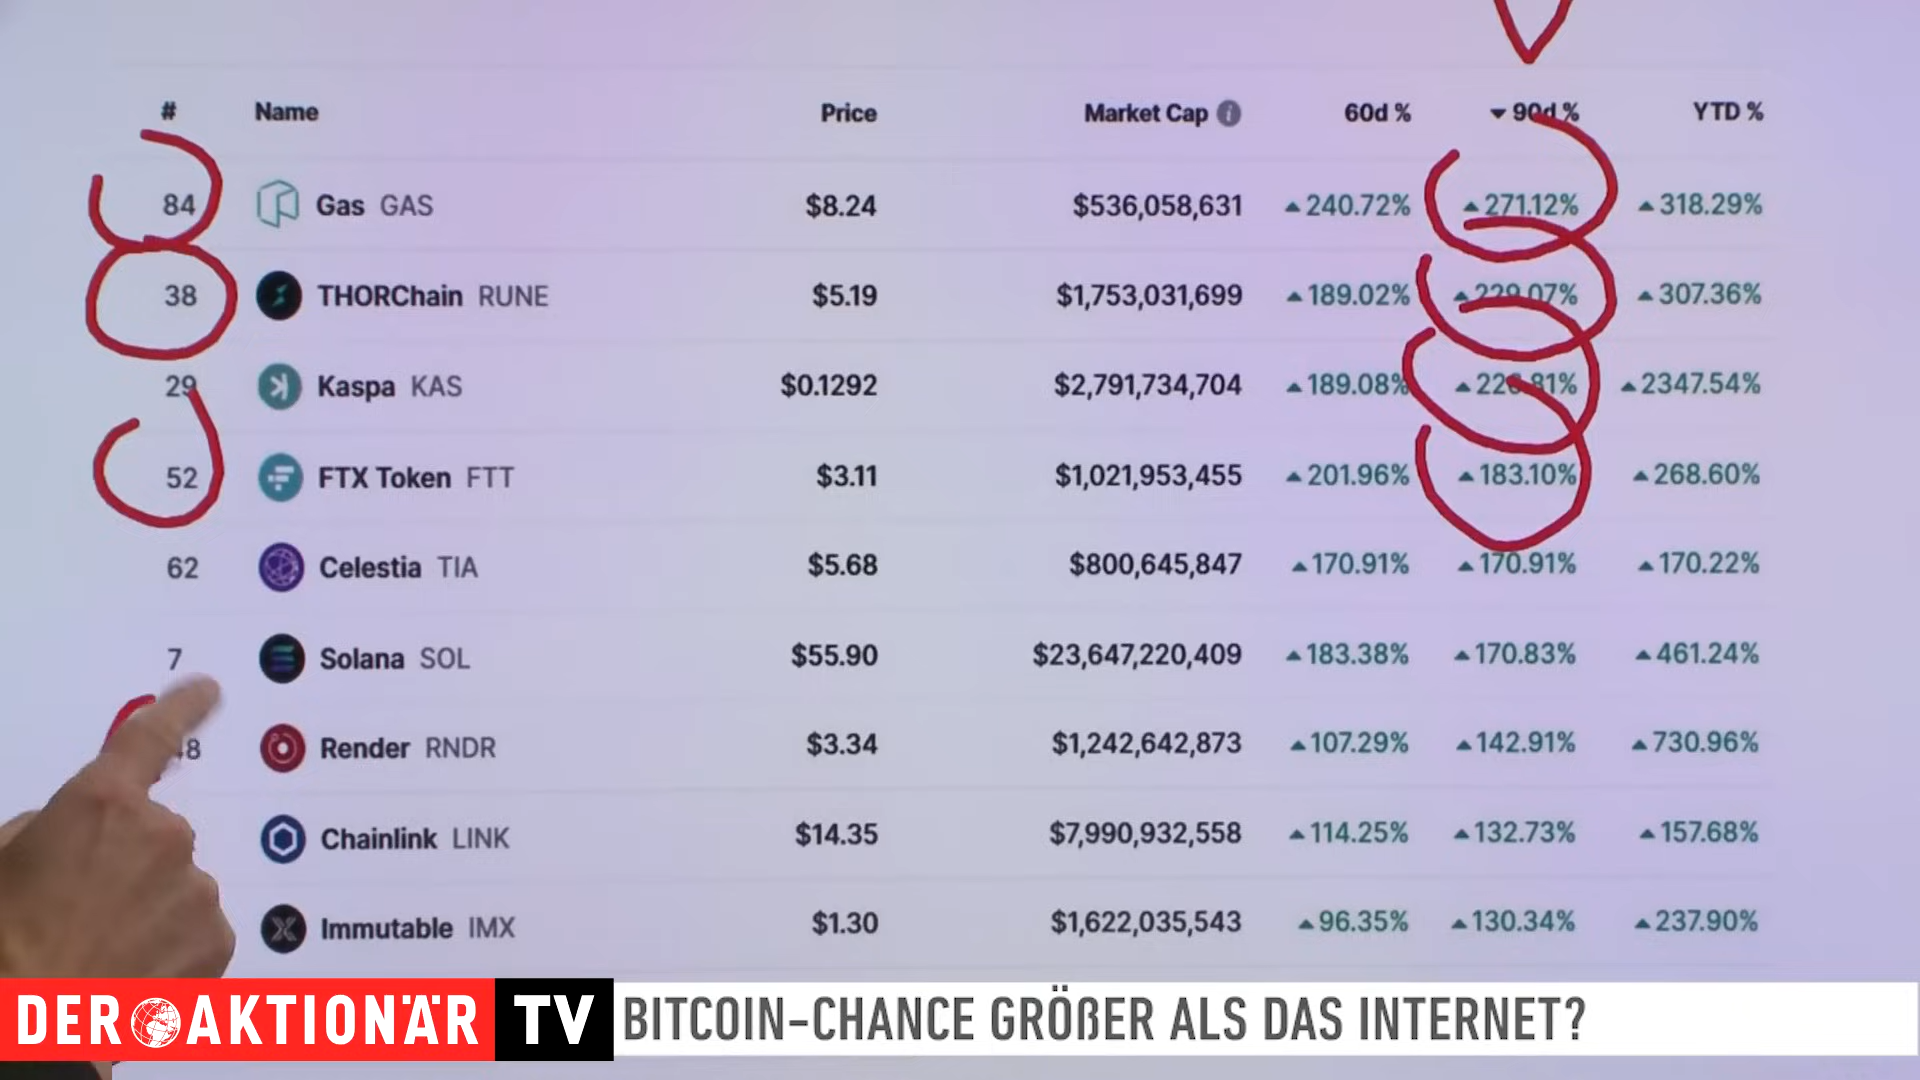 # Name Price Market Cap 60d % 90d % YTD %
84 Gas GAS $8.24 $536,058,631 240.72% 271.12% 318.29%
38 THORChain RUNE $5.19 $1,753,031,699 189.02% 229.07% 307.36%
29 Kaspa KAS $0.1292 $2,791,734,704 189.08% 2347.54%
52 FTX Token FTT $3.11 $1,021,953,455 201.96% 183.10% 268.60%
62 Celestia TIA $5.68 $800,645,847 170.91% 170.91% 170.22%
7 Solana SOL $55.90 $23,647,220,409 183.38% 170.83% 461.24%
Render RNDR $3.34 $1,242,642,873 107.29% 142.91% 730.96%
Chainlink LINK $14.35 $7,990,932,558 114.25% 132.73% 157.68%
Immutable IMX $1.30 $1,622,035,543 96.35% 130.34% 237.90%
DER AKTIONÄR TV BITCOIN-CHANCE GRÖßER ALS DAS INTERNET?